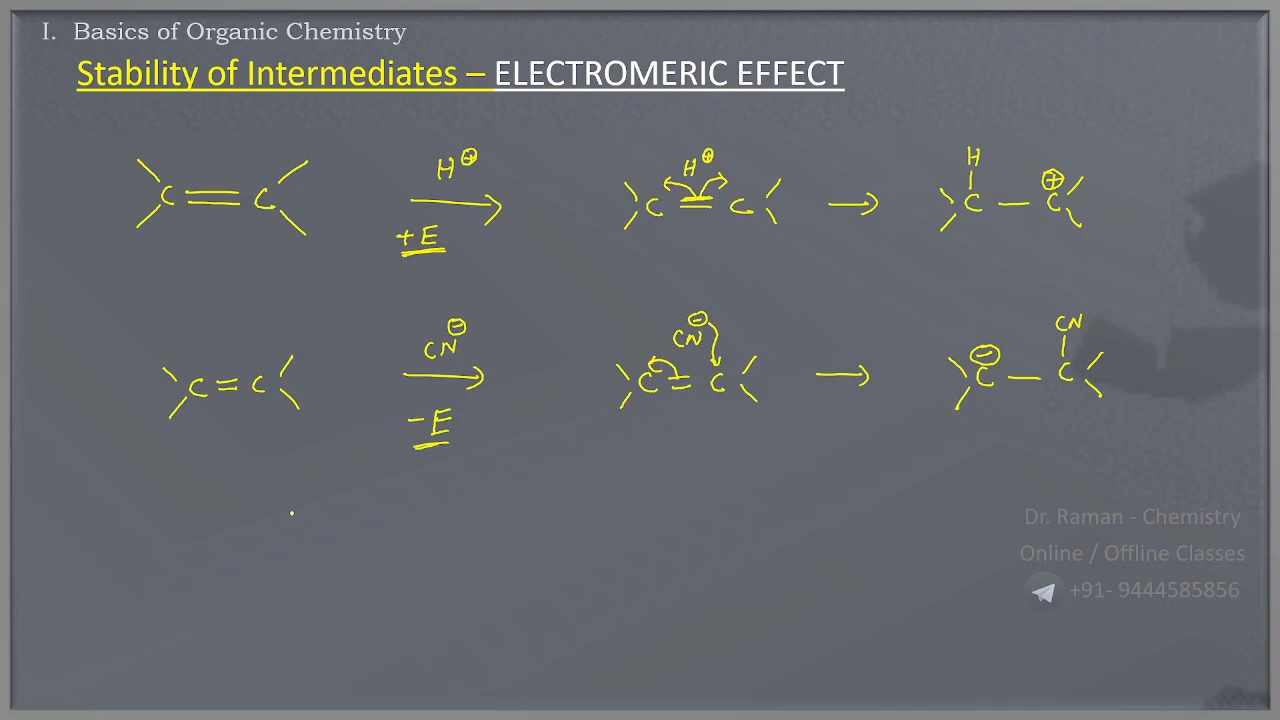 I. Basics of Organic Chemistry
Stability of Intermediates – ELECTROMERIC EFFECT
C = C H⊕ +E C = C H⊕ → H C – C ⊕
C = C CN⊖ -E C = C CN⊖ → ⊖ C – C CN
Dr. Raman - Chemistry
Online / Offline Classes
+91- 9444585856